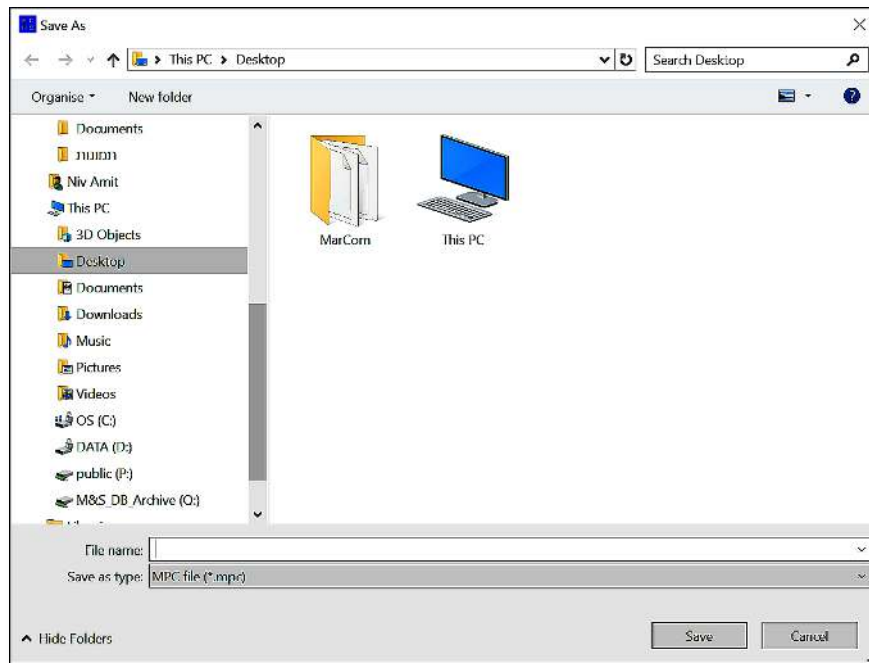 Save As
This PC > Desktop
Search Desktop
Organise
New folder
Documents
תמונות
Niv Amit
This PC
3D Objects
Desktop
Documents
Downloads
Music
Pictures
Videos
OS (C:)
DATA (D:)
public (P:)
M&S_DB_Archive (Q:)
MarCom
This PC
File name:
Save as type: MPC file (*.mpc)
Hide Folders
Save
Cancel